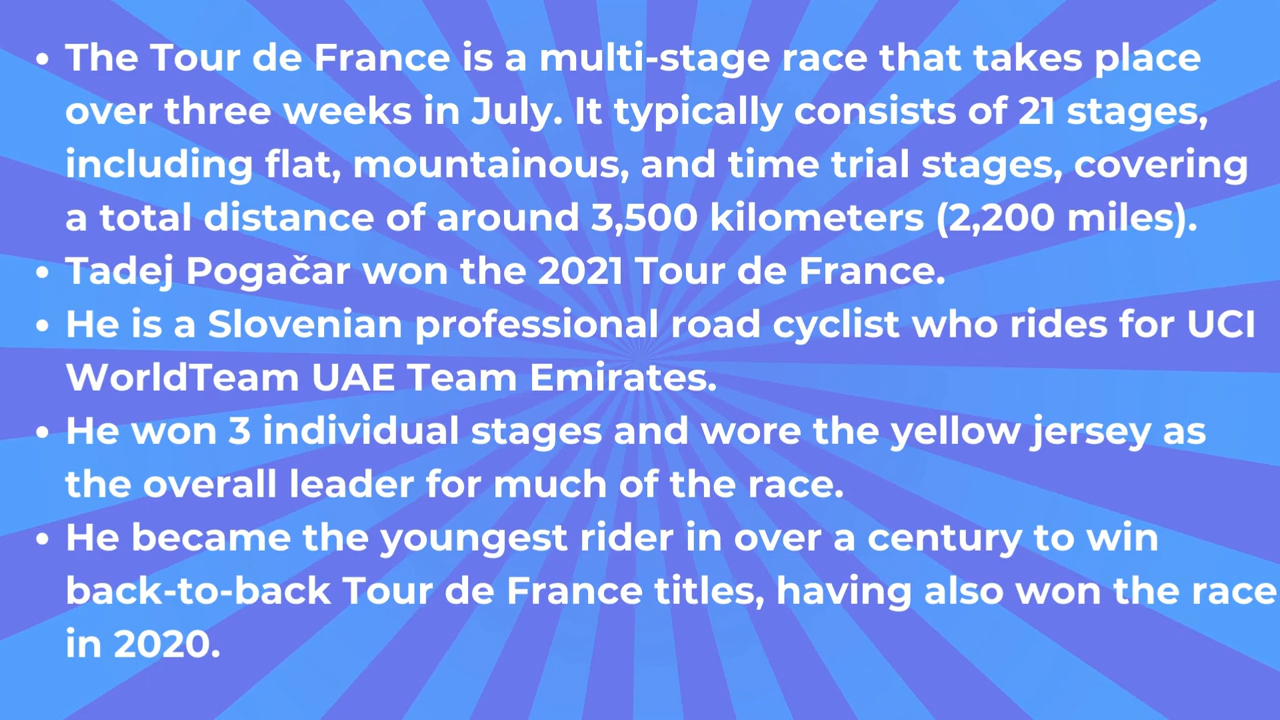 • The Tour de France is a multi-stage race that takes place
over three weeks in July. It typically consists of 21 stages,
including flat, mountainous, and time trial stages, covering
a total distance of around 3,500 kilometers (2,200 miles).
• Tadej Pogačar won the 2021 Tour de France.
• He is a Slovenian professional road cyclist who rides for UCI
WorldTeam UAE Team Emirates.
• He won 3 individual stages and wore the yellow jersey as
the overall leader for much of the race.
• He became the youngest rider in over a century to win
back-to-back Tour de France titles, having also won the race
in 2020.